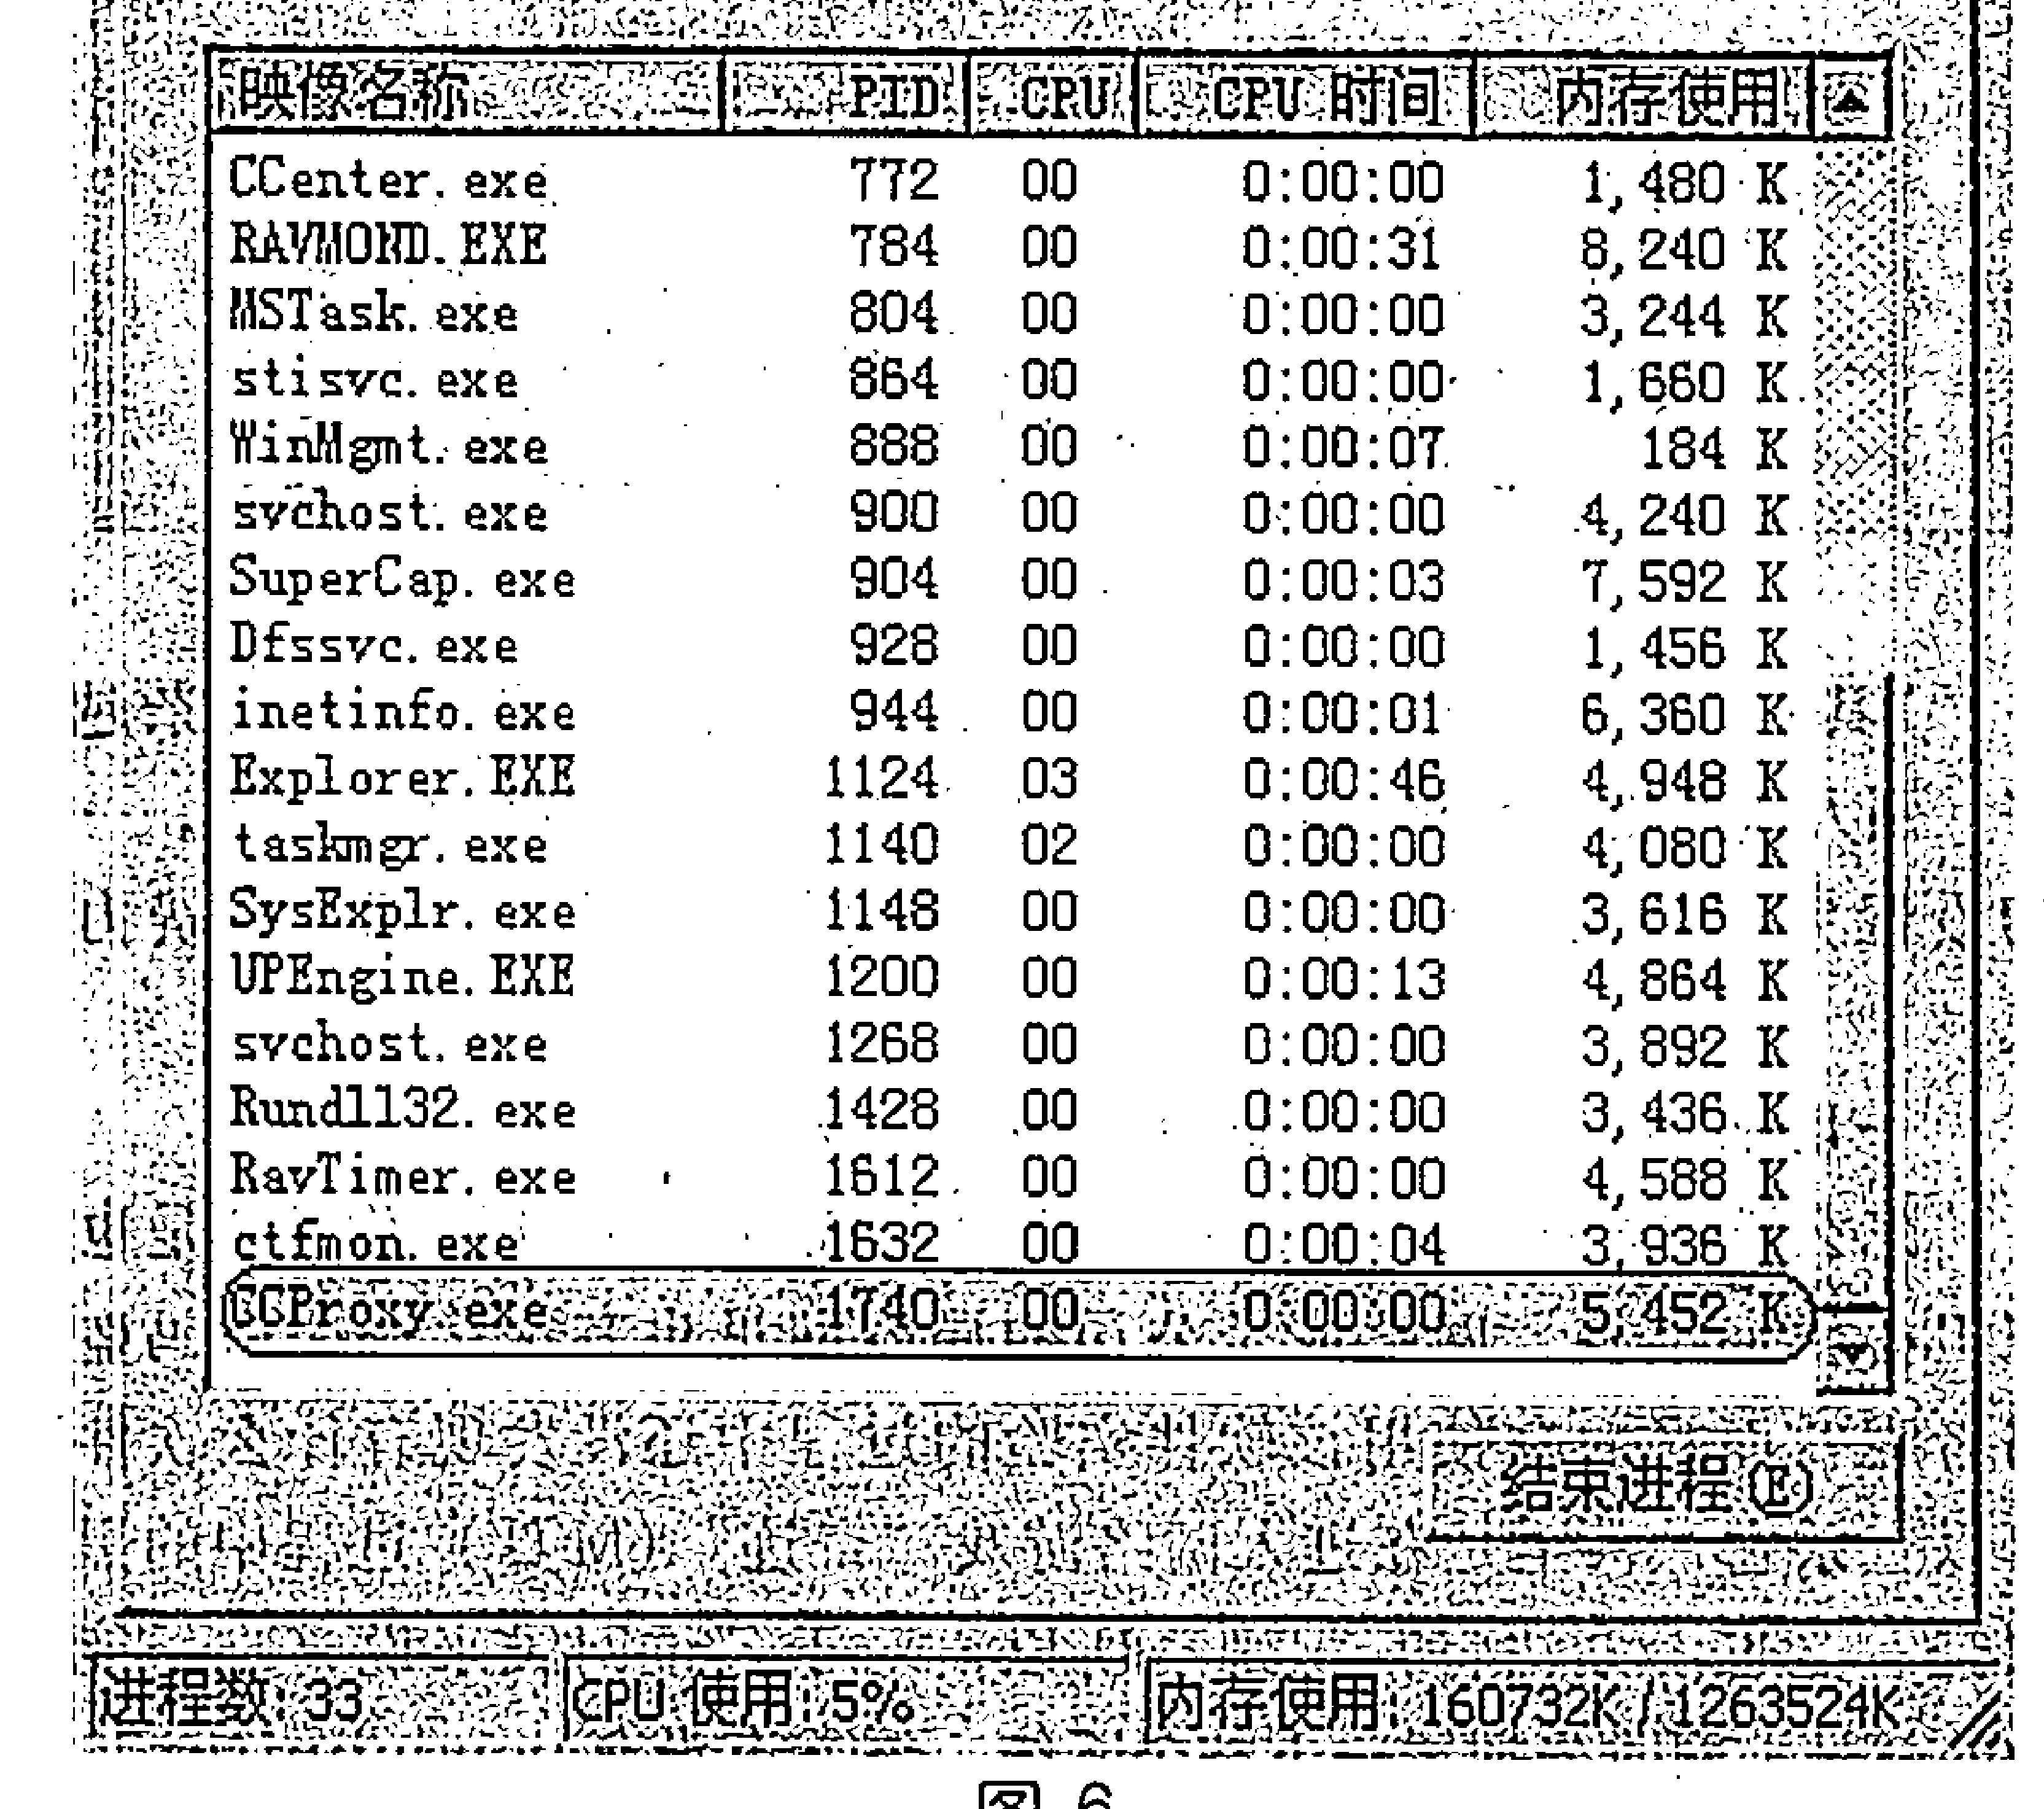 映像名称 PID CPU CPU 时间 内存使用
CCenter.exe 772 00 0:00:00 1,480 K
RAVMOND.EXE 784 00 0:00:31 8,240 K
MSTask.exe 804 00 0:00:00 3,244 K
stisvc.exe 864 00 0:00:00 1,660 K
WinMgmt.exe 888 00 0:00:07 184 K
svchost.exe 900 00 0:00:00 4,240 K
SuperCap.exe 904 00 0:00:03 7,592 K
Dfssvc.exe 928 00 0:00:00 1,456 K
inetinfo.exe 944 00 0:00:01 6,360 K
Explorer.EXE 1124 03 0:00:46 4,948 K
taskmgr.exe 1140 02 0:00:00 4,080 K
SysExplr.exe 1148 00 0:00:00 3,616 K
UPEngine.EXE 1200 00 0:00:13 4,864 K
svchost.exe 1268 00 0:00:00 3,892 K
Rundll32.exe 1428 00 0:00:00 3,436 K
RavTimer.exe 1612 00 0:00:00 4,588 K
ctfmon.exe 1632 00 0:00:04 3,936 K
CCProxy.exe 1740 00 0:00:00 5,452 K
结束进程(E)
进程数: 33 CPU 使用: 5% 内存使用: 160732K / 1263524K
图 6